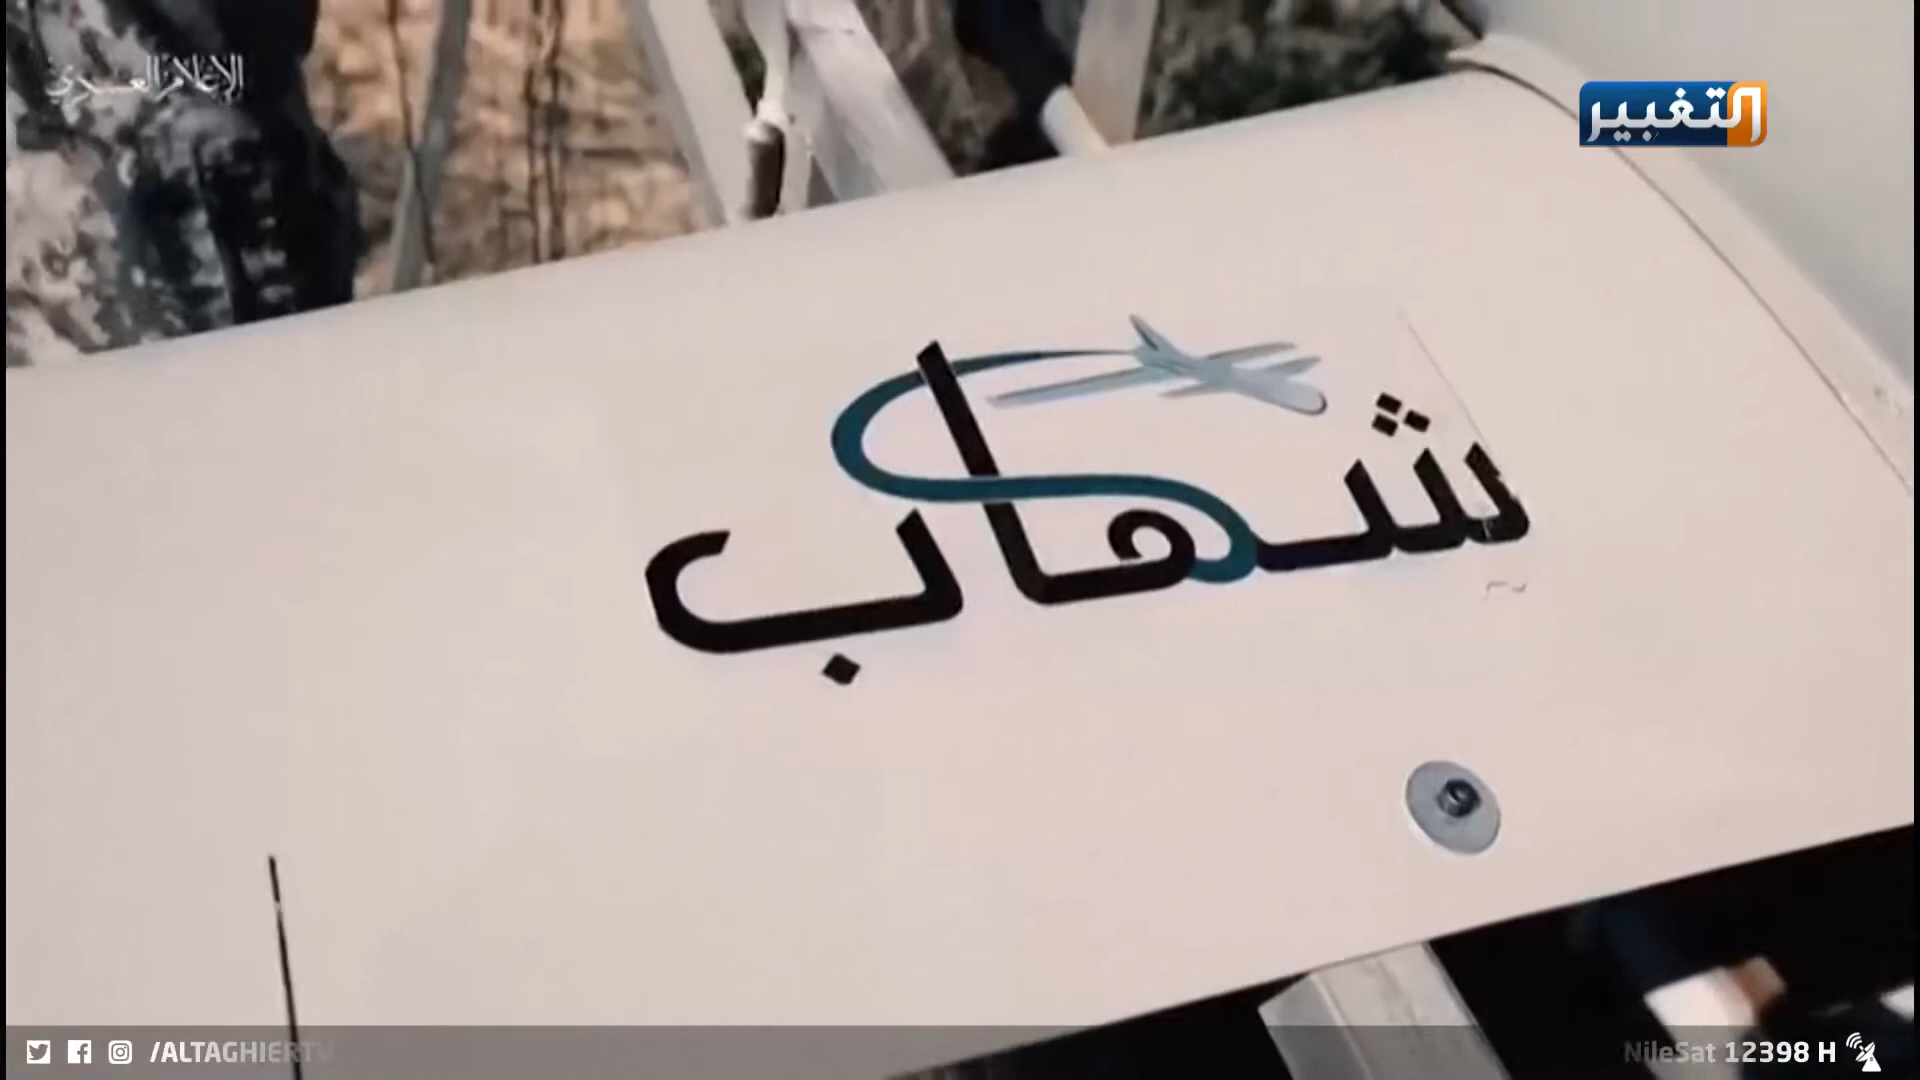 الإعلام العسكري
التغيير
شهاب
/ALTAGHIERTV
NileSat 12398 H